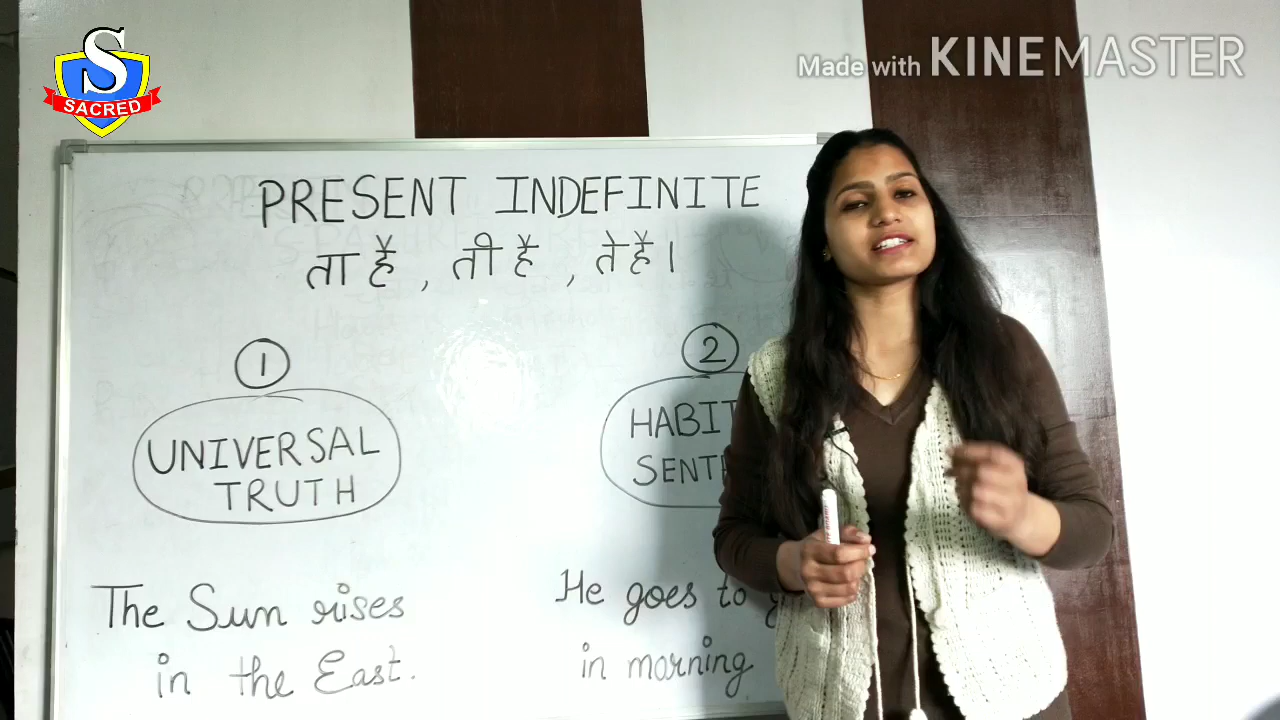 S
SACRED
Made with KINEMASTER
PRESENT INDEFINITE
ता है, ती है, ते हैं।
1
UNIVERSAL
TRUTH
The Sun rises
in the East.
2
HABIT
He goes to
in morning